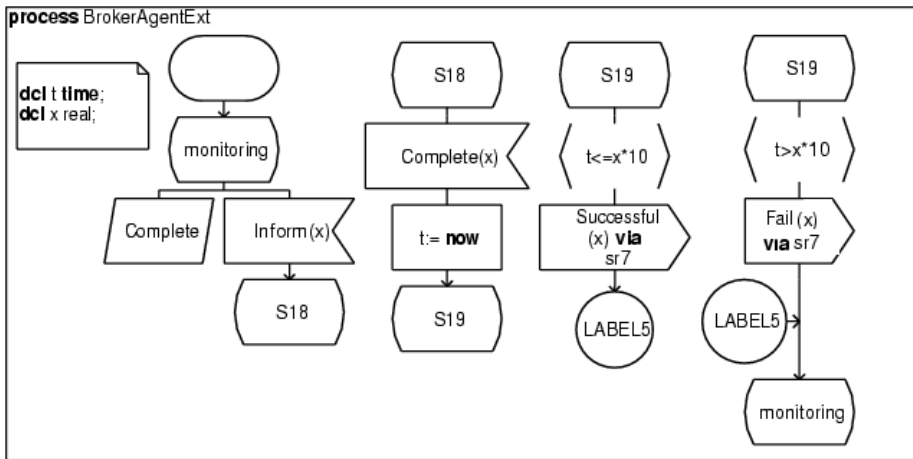 process BrokerAgentExt
dcl t time;
dcl x real;
monitoring
Complete
Inform(x)
S18
S18
Complete(x)
t:= now
S19
S19
t<=x*10
Successful
(x) via
sr7
LABEL5
S19
t>x*10
Fail (x)
via sr7
LABEL5
monitoring